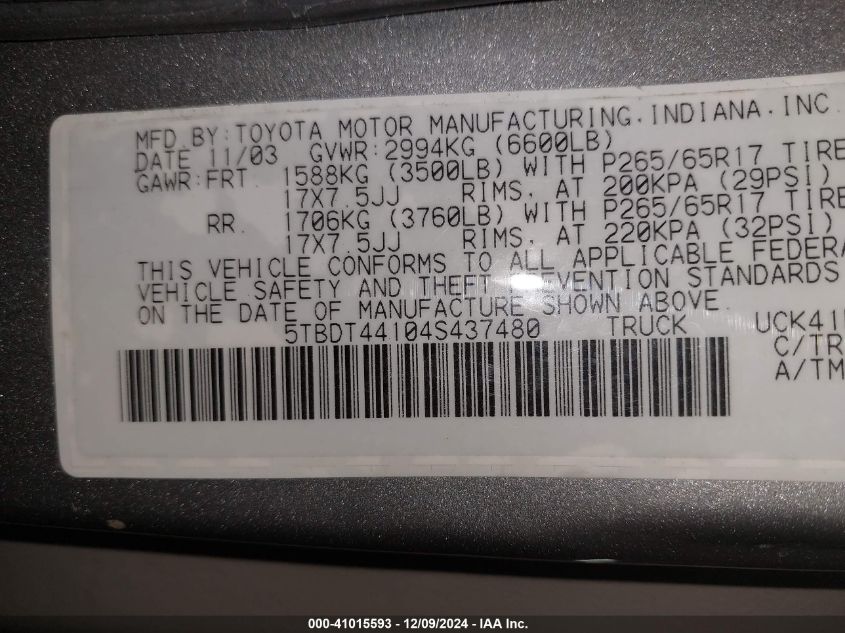 MFD.BY:TOYOTA MOTOR MANUFACTURING.INDIANA.INC.
DATE 11/03 GVWR:2994KG (6600LB)
GAWR:FRT. 1588KG (3500LB) WITH P265/65R17 TIRE
17X7.5JJ RIMS, AT 200KPA (29PSI)
RR. 1706KG (3760LB) WITH P265/65R17 TIRE
17X7.5JJ RIMS, AT 220KPA (32PSI)
THIS VEHICLE CONFORMS TO ALL APPLICABLE FEDERA
VEHICLE SAFETY AND THEFT PREVENTION STANDARDS
ON THE DATE OF MANUFACTURE SHOWN ABOVE.
5TBDT44104S437480 TRUCK UCK41
C/TR
A/TM
000-41015593 - 12/09/2024 - IAA Inc.